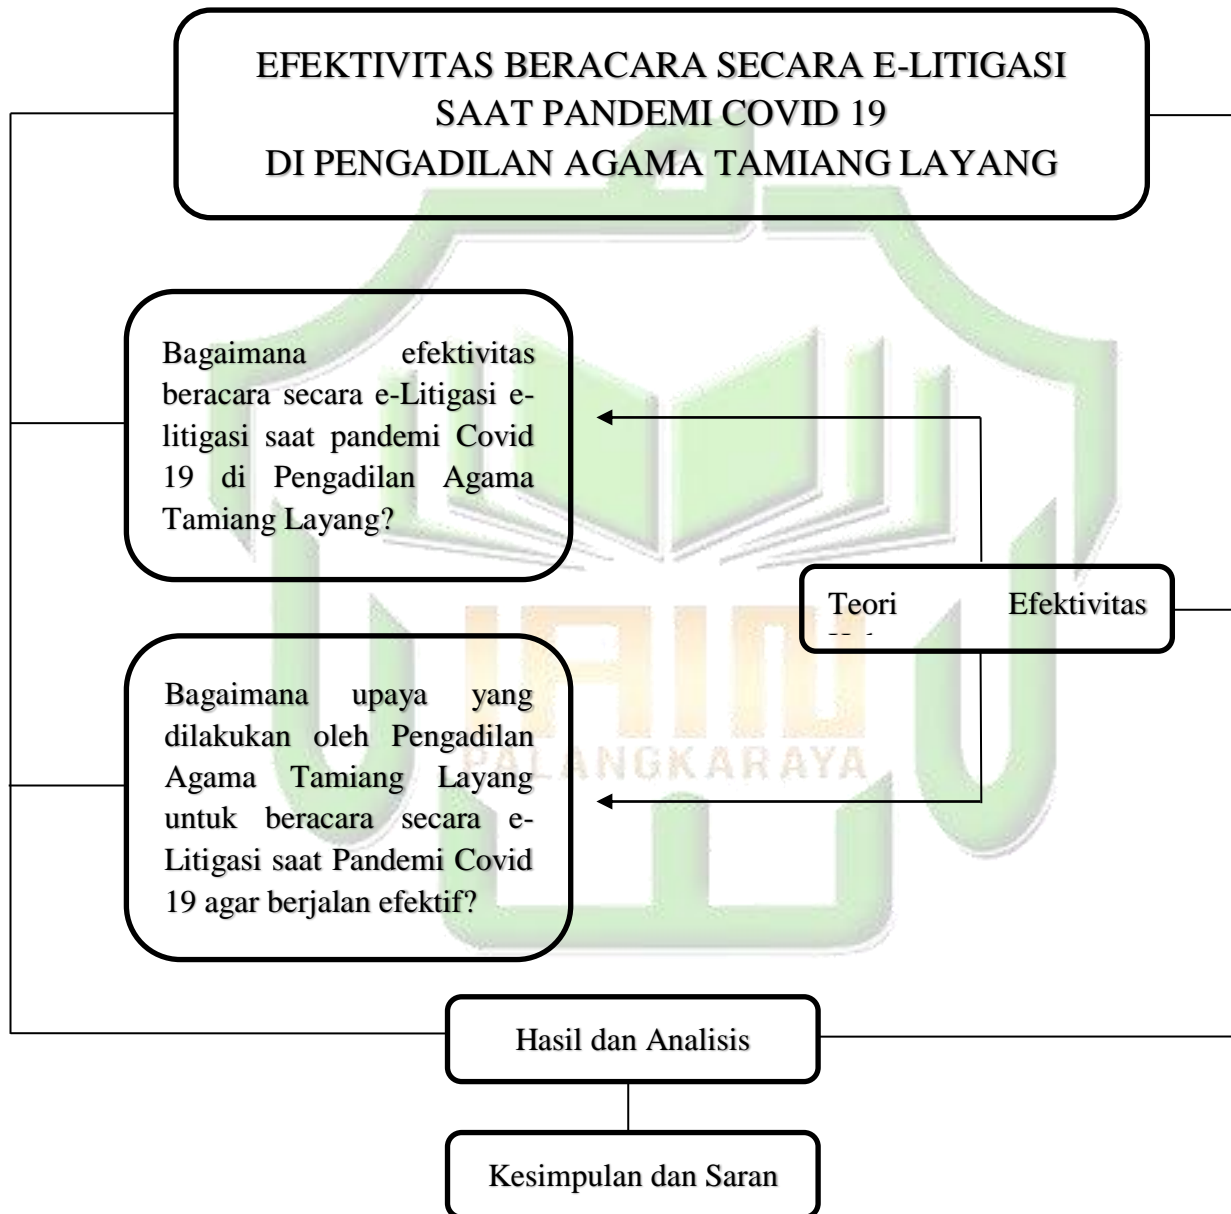 EFEKTIVITAS BERACARA SECARA E-LITIGASI
SAAT PANDEMI COVID 19
DI PENGADILAN AGAMA TAMIANG LAYANG
Bagaimana efektivitas
beracara secara e-Litigasi e-
litigasi saat pandemi Covid
19 di Pengadilan Agama
Tamiang Layang?
Teori Efektivitas
Bagaimana upaya yang
dilakukan oleh Pengadilan
Agama Tamiang Layang
untuk beracara secara e-
Litigasi saat Pandemi Covid
19 agar berjalan efektif?
IAIN
PALANGKARAYA
Hasil dan Analisis
Kesimpulan dan Saran